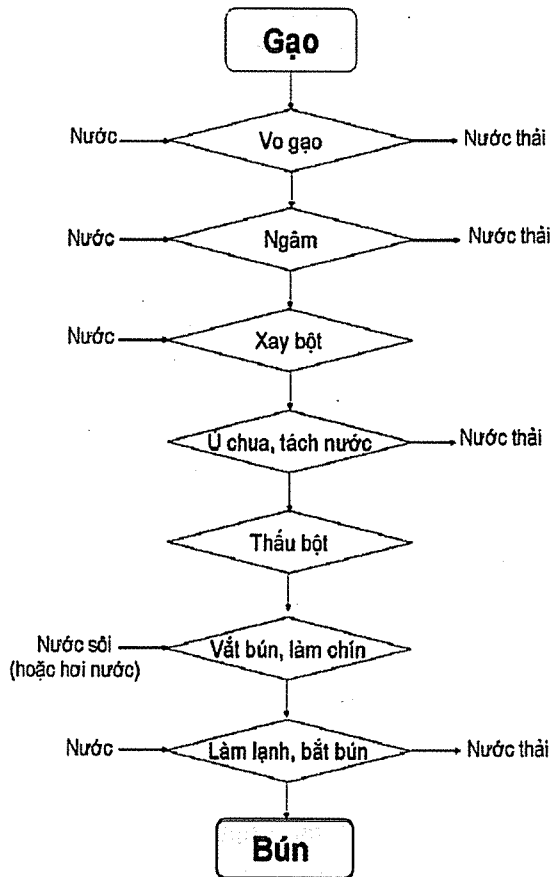 Gạo
Nước
Vo gạo
Nước thải
Nước
Ngâm
Nước thải
Nước
Xay bột
Ủ chua, tách nước
Nước thải
Thấu bột
Nước sôi
(hoặc hơi nước)
Vắt bún, làm chín
Nước
Làm lạnh, bắt bún
Nước thải
Bún